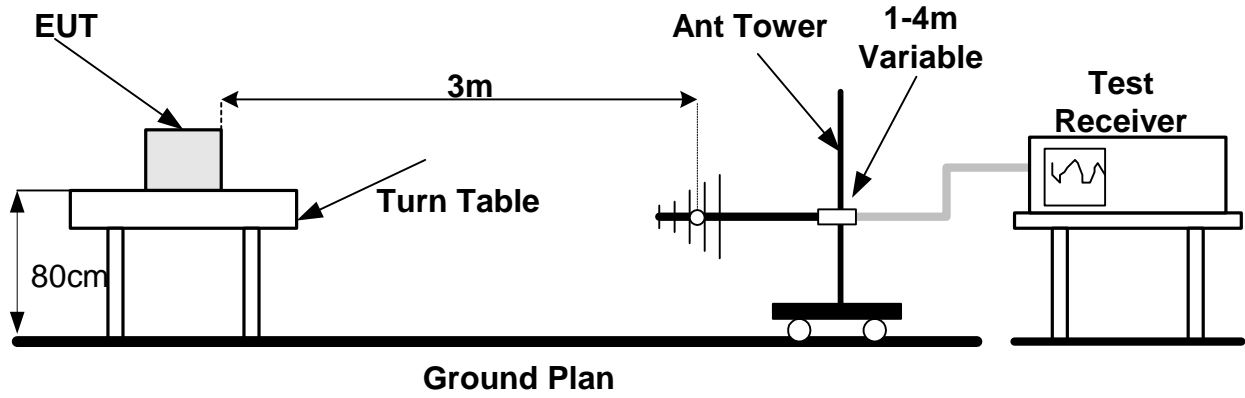 EUT
3m
Ant Tower
1-4m
Variable
Test
Receiver
Turn Table
80cm
Ground Plan